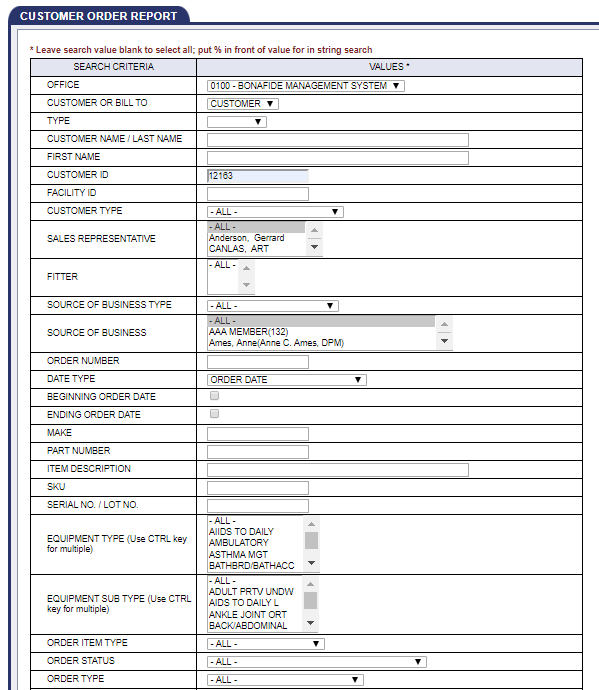 CUSTOMER ORDER REPORT
* Leave search value blank to select all; put % in front of value for in string search
SEARCH CRITERIA VALUES *
OFFICE 0100 - BONAFIDE MANAGEMENT SYSTEM
CUSTOMER OR BILL TO CUSTOMER
TYPE
CUSTOMER NAME / LAST NAME
FIRST NAME
CUSTOMER ID 12163
FACILITY ID
CUSTOMER TYPE - ALL -
SALES REPRESENTATIVE
- ALL -
Anderson, Gerrard
CANLAS, ART
FITTER
- ALL -
SOURCE OF BUSINESS TYPE - ALL -
SOURCE OF BUSINESS
- ALL -
AAA MEMBER(132)
Ames, Anne(Anne C. Ames, DPM)
ORDER NUMBER
DATE TYPE ORDER DATE
BEGINNING ORDER DATE
ENDING ORDER DATE
MAKE
PART NUMBER
ITEM DESCRIPTION
SKU
SERIAL NO. / LOT NO.
EQUIPMENT TYPE (Use CTRL key
for multiple)
- ALL -
AIIDS TO DAILY
AMBULATORY
ASTHMA MGT
BATHBRD/BATHACC
EQUIPMENT SUB TYPE (Use CTRL
key for multiple)
- ALL -
ADULT PRTV UNDW
AIDS TO DAILY L
ANKLE JOINT ORT
BACK/ABDOMINAL
ORDER ITEM TYPE - ALL -
ORDER STATUS - ALL -
ORDER TYPE - ALL -